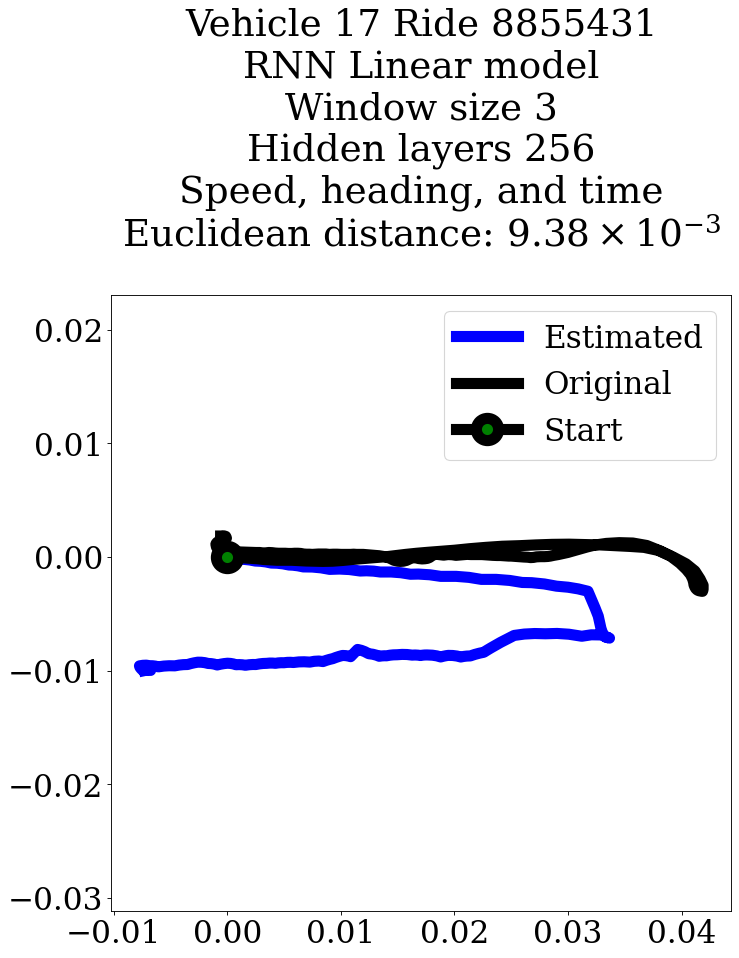 Vehicle 17 Ride 8855431
RNN Linear model
Window size 3
Hidden layers 256
Speed, heading, and time
Euclidean distance: 9.38 × 10⁻³
Estimated
Original
Start
0.02
0.01
0.00
−0.01
−0.02
−0.03
−0.01 0.00 0.01 0.02 0.03 0.04